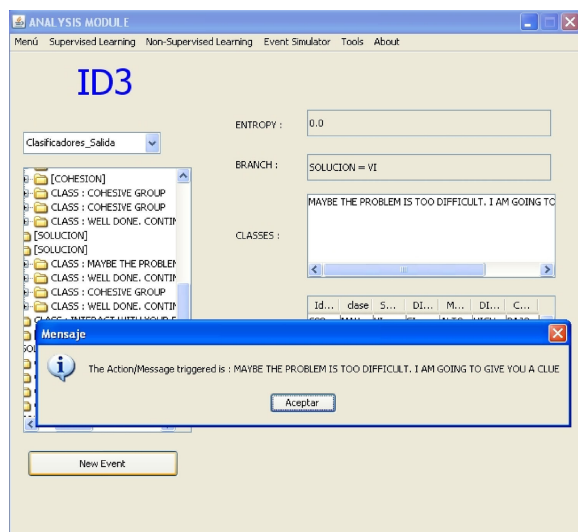 ANALYSIS MODULE
Menú Supervised Learning Non-Supervised Learning Event Simulator Tools About
ID3
Clasificadores_Salida
ENTROPY :
0.0
BRANCH :
SOLUCION = VI
CLASSES :
MAYBE THE PROBLEM IS TOO DIFFICULT. I AM GOING TO
[COHESION]
CLASS : COHESIVE GROUP
CLASS : COHESIVE GROUP
CLASS : WELL DONE. CONTIN
[SOLUCION]
[SOLUCION]
CLASS : MAYBE THE PROBLEM
CLASS : WELL DONE. CONTIN
CLASS : COHESIVE GROUP
CLASS : WELL DONE. CONTIN
Id... clase S... DI... M... DI... C...
Mensaje
The Action/Message triggered is : MAYBE THE PROBLEM IS TOO DIFFICULT. I AM GOING TO GIVE YOU A CLUE
Aceptar
New Event